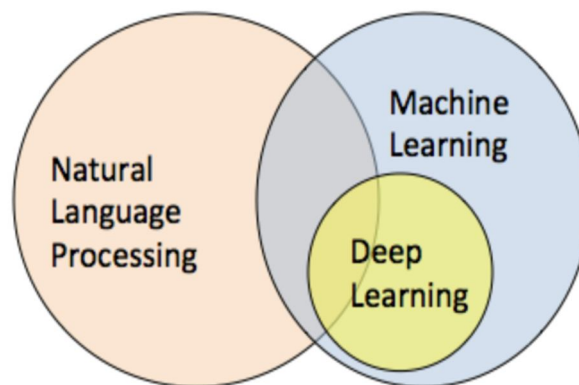 Natural
Language
Processing
Machine
Learning
Deep
Learning